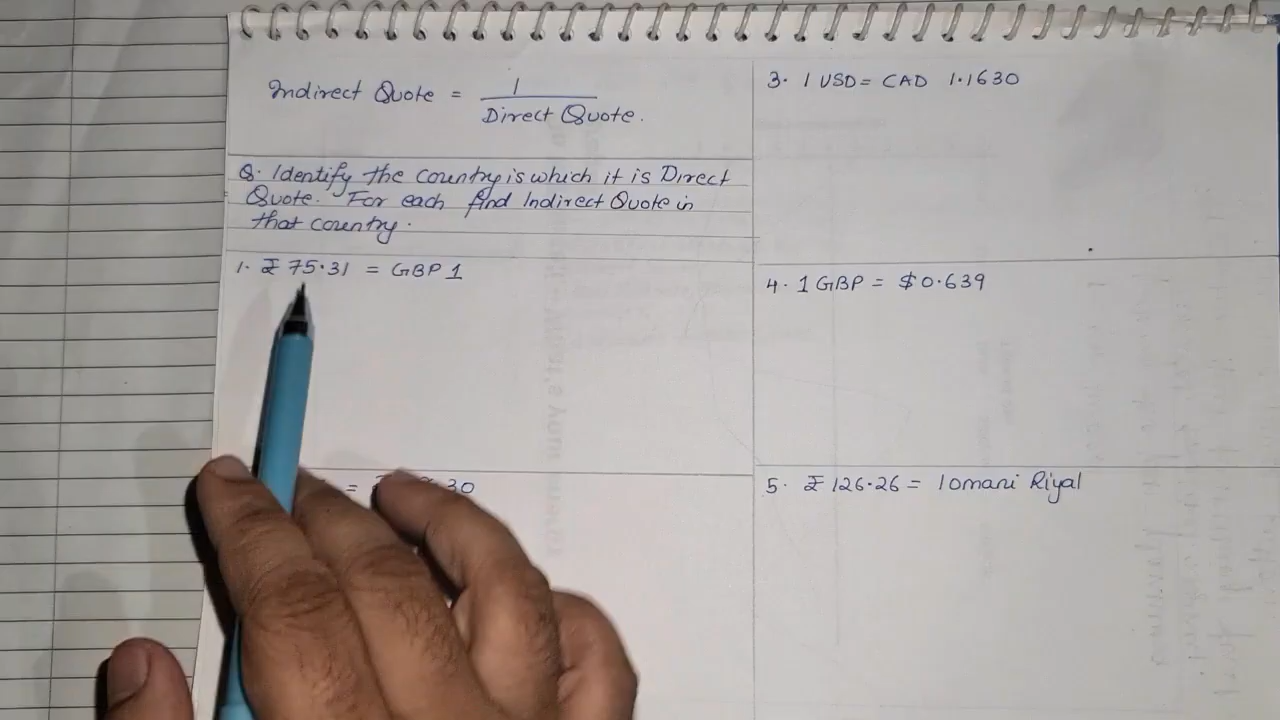 Indirect Quote = 1
Direct Quote.
Q. Identify the country is which it is Direct
Quote. For each find Indirect Quote in
that country.
1. ₹ 75.31 = GBP 1
= .30
3. 1 USD = CAD 1.1630
4. 1 GBP = $ 0.639
5. ₹ 126.26 = 1 Omani Riyal